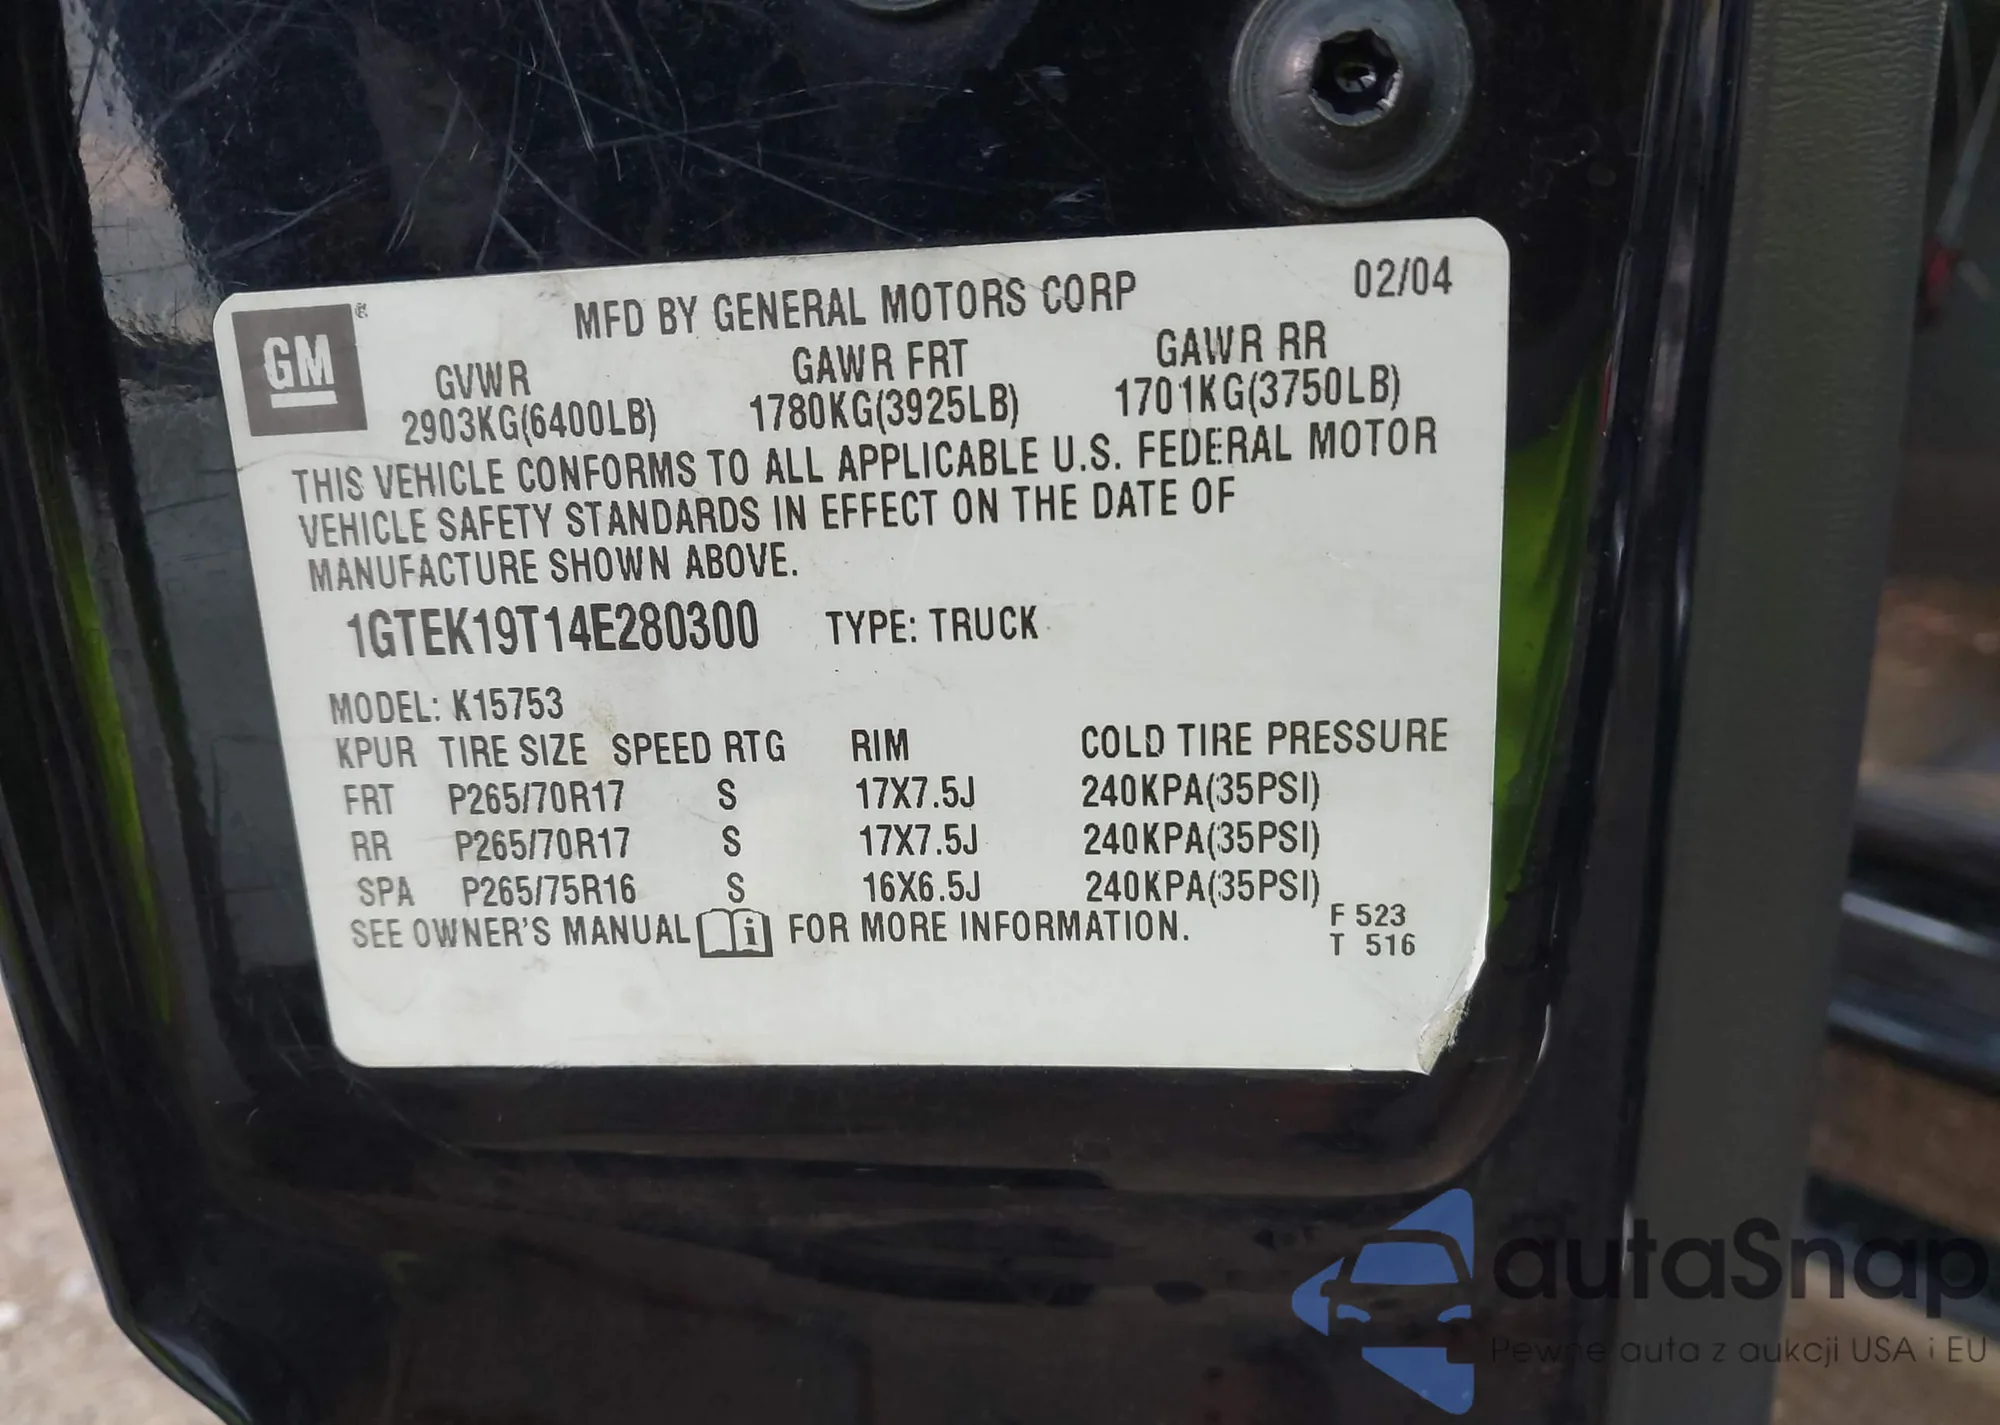 GM
MFD BY GENERAL MOTORS CORP 02/04
GVWR GAWR FRT GAWR RR
2903KG(6400LB) 1780KG(3925LB) 1701KG(3750LB)
THIS VEHICLE CONFORMS TO ALL APPLICABLE U.S. FEDERAL MOTOR
VEHICLE SAFETY STANDARDS IN EFFECT ON THE DATE OF
MANUFACTURE SHOWN ABOVE.
1GTEK19T14E280300 TYPE: TRUCK
MODEL: K15753
KPUR TIRE SIZE SPEED RTG RIM COLD TIRE PRESSURE
FRT P265/70R17 S 17X7.5J 240KPA(35PSI)
RR P265/70R17 S 17X7.5J 240KPA(35PSI)
SPA P265/75R16 S 16X6.5J 240KPA(35PSI)
SEE OWNER'S MANUAL i FOR MORE INFORMATION.
F 523
T 516
autaSnap
Pewne auta z aukcji USA i EU